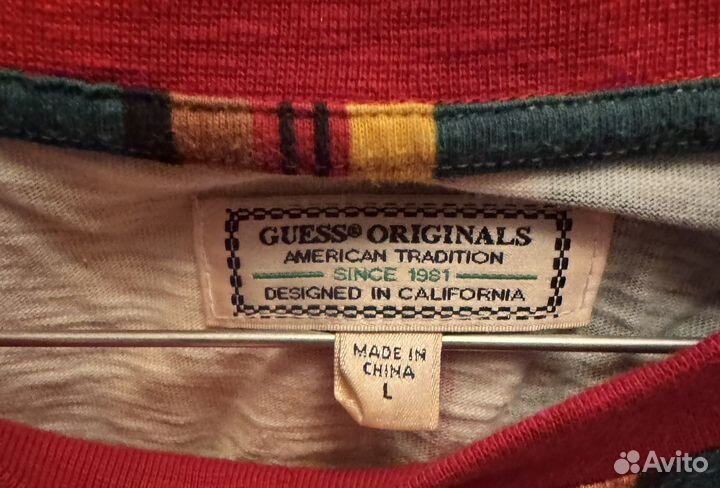 GUESS® ORIGINALS
AMERICAN TRADITION
SINCE 1981
DESIGNED IN CALIFORNIA
MADE IN
CHINA
L
Avito